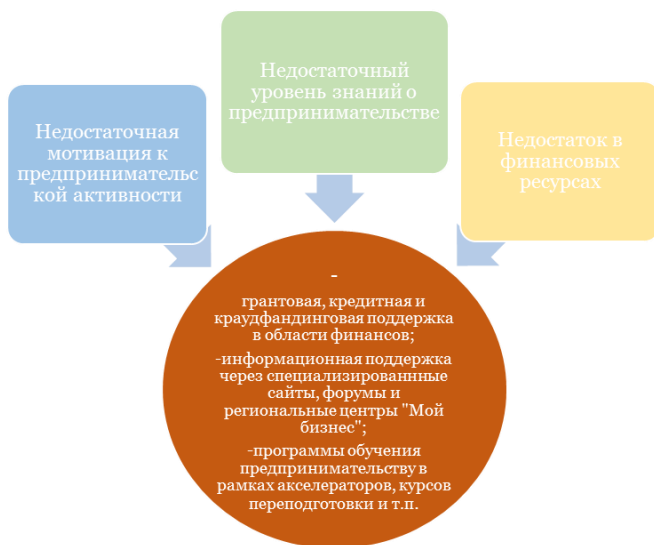 Недостаточная
мотивация к
предпринимательс
кой активности
Недостаточный
уровень знаний о
предпринимательстве
Недостаток в
финансовых
ресурсах
-
грантовая, кредитная и
краудфандинговая поддержка
в области финансов;
-информационная поддержка
через специализированнные
сайты, форумы и
региональные центры "Мой
бизнес";
-программы обучения
предпринимательству в
рамках акселераторов, курсов
переподготовки и т.п.